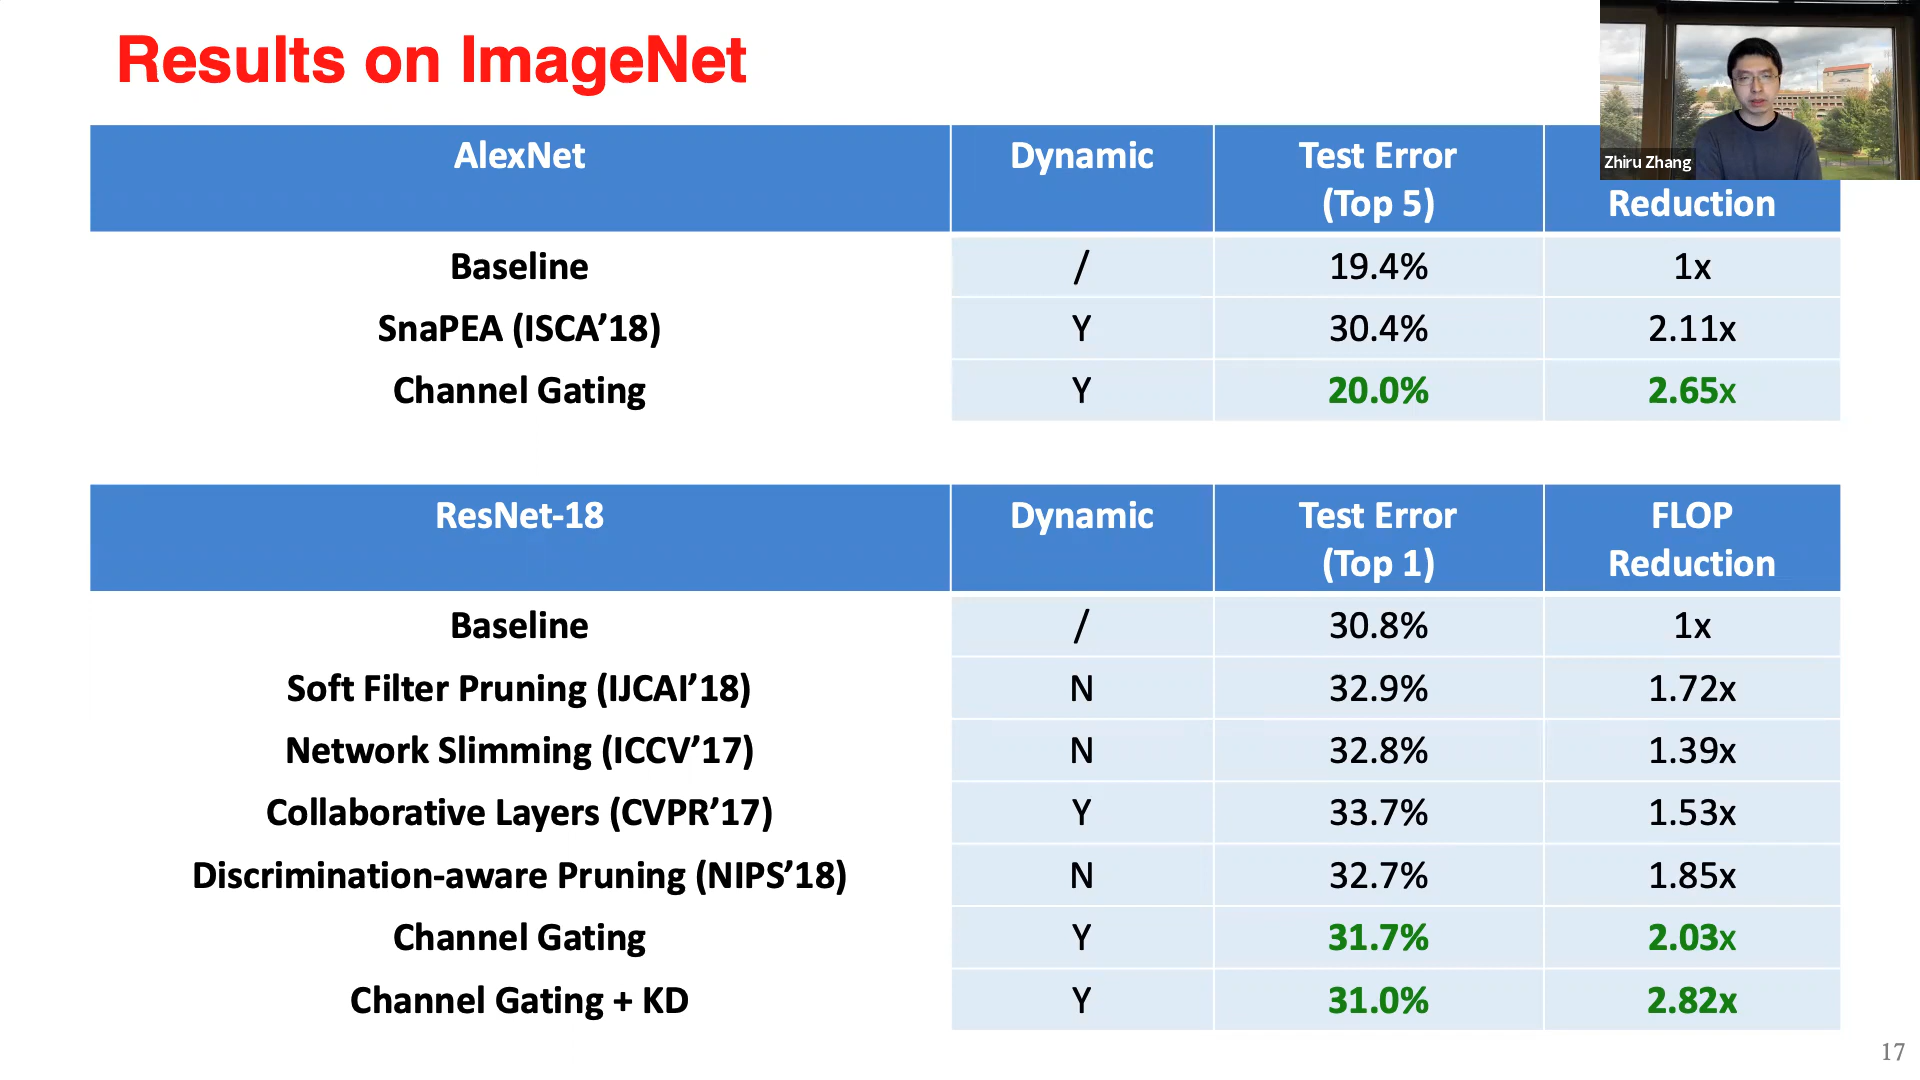 Results on ImageNet
Zhiru Zhang
AlexNet Dynamic Test Error
(Top 5) Reduction
Baseline / 19.4% 1x
SnaPEA (ISCA’18) Y 30.4% 2.11x
Channel Gating Y 20.0% 2.65x
ResNet-18 Dynamic Test Error FLOP
(Top 1) Reduction
Baseline / 30.8% 1x
Soft Filter Pruning (IJCAI’18) N 32.9% 1.72x
Network Slimming (ICCV’17) N 32.8% 1.39x
Collaborative Layers (CVPR’17) Y 33.7% 1.53x
Discrimination-aware Pruning (NIPS’18) N 32.7% 1.85x
Channel Gating Y 31.7% 2.03x
Channel Gating + KD Y 31.0% 2.82x
17